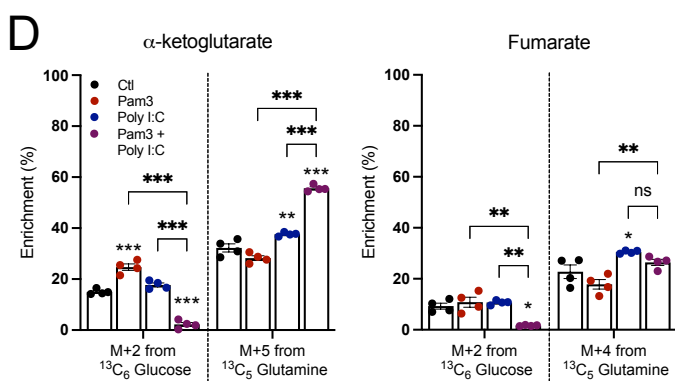 D
α-ketoglutarate
Enrichment (%)
100
80
60
40
20
0
Ctl
Pam3
Poly I:C
Pam3 +
Poly I:C
***
***
***
***
***
***
**
***
M+2 from
¹³C₆ Glucose
M+5 from
¹³C₅ Glutamine
Fumarate
Enrichment (%)
100
80
60
40
20
0
**
**
*
**
ns
*
M+2 from
¹³C₆ Glucose
M+4 from
¹³C₅ Glutamine